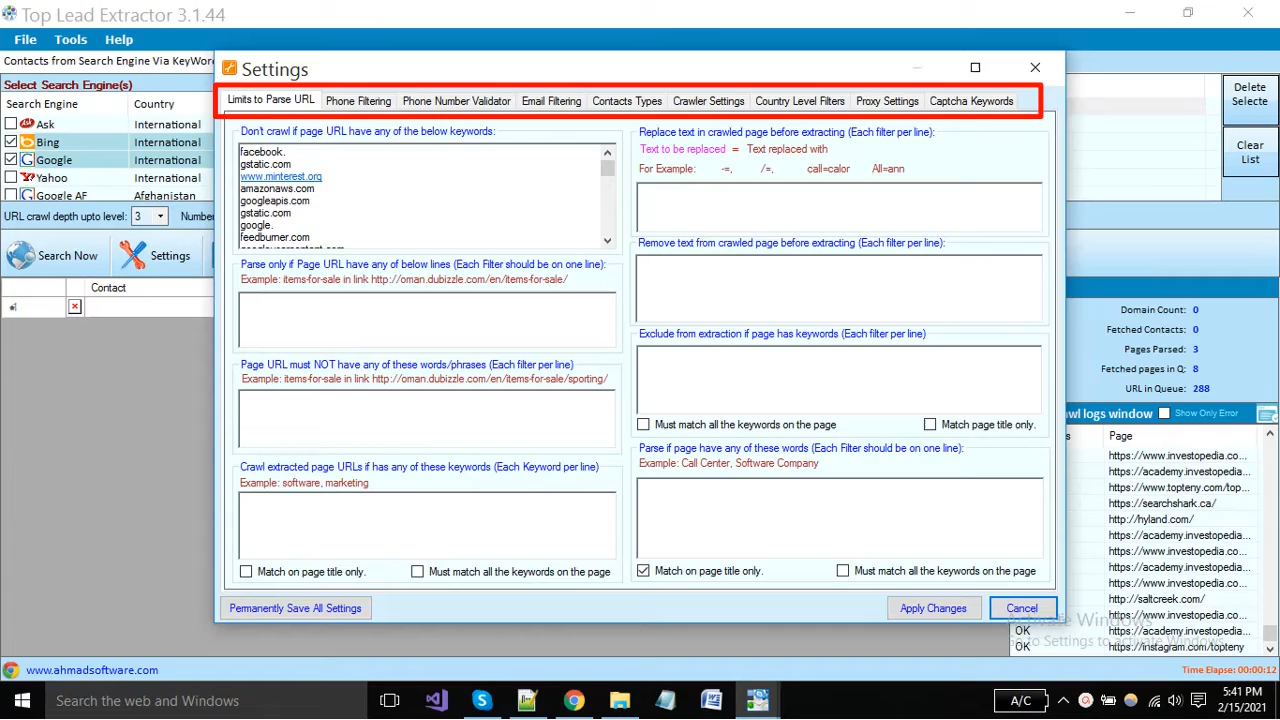 Top Lead Extractor 3.1.44
File Tools Help
Contacts from Search Engine Via
Select Search Engine(s)
Search Engine Country
Ask International
Bing International
Google International
Yahoo International
Google AF Afghanistan
URL crawl depth upto level: 3
Search Now Settings
Contact
Settings
Limits to Parse URL Phone Filtering Phone Number Validator Email Filtering Contacts Types Crawler Settings Country Level Filters Proxy Settings Captcha Keywords
Don't crawl if page URL have any of the below keywords:
facebook.
gstatic.com
www.minterest.org
amazonaws.com
googleapis.com
gstatic.com
google.
feedburner.com
Parse only if Page URL have any of below lines (Each Filter should be on one line):
Example: items-for-sale in link http://oman.dubizzle.com/en/items-for-sale/
Page URL must NOT have any of these words/phrases (Each filter per line)
Example: items-for-sale in link http://oman.dubizzle.com/en/items-for-sale/sporting/
Crawl extracted page URLs if has any of these keywords (Each Keyword per line)
Example: software, marketing
Match on page title only. Must match all the keywords on the page
Replace text in crawled page before extracting (Each filter per line):
Text to be replaced = Text replaced with
For Example: -=, /=, call=calor All=ann
Remove text from crawled page before extracting (Each filter per line):
Exclude from extraction if page has keywords (Each filter per line)
Must match all the keywords on the page Match page title only.
Parse if page have any of these words (Each Filter should be on one line):
Example: Call Center, Software Company
Match on page title only. Must match all the keywords on the page
Permanently Save All Settings Apply Changes Cancel
Delete
Selecte
Clear
List
Domain Count: 0
Fetched Contacts: 0
Pages Parsed: 3
Fetched pages in Q: 8
URL in Queue: 288
logs window Show Only Error
Page
https://www.investopedia.co...
https://academy.investopedia...
https://www.topteny.com/top...
https://searchshark.ca/
http://hyland.com/
https://academy.investopedia...
https://www.investopedia.co...
https://academy.investopedia...
https://www.investopedia.co...
http://saltcreek.com/
https://www.investopedia.co...
OK https://academy.investopedia...
OK https://instagram.com/topteny
Activate Windows
Go to Settings to activate Windows.
www.ahmadsoftware.com Time Elapse: 00:00:12
Search the web and Windows
A/C
5:41 PM
2/15/2021